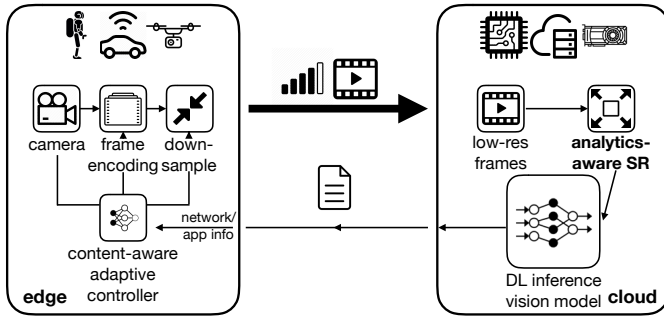 camera
frame
encoding
down-
sample
network/
app info
content-aware
adaptive
controller
edge
low-res
frames
analytics-
aware SR
DL inference
vision model
cloud